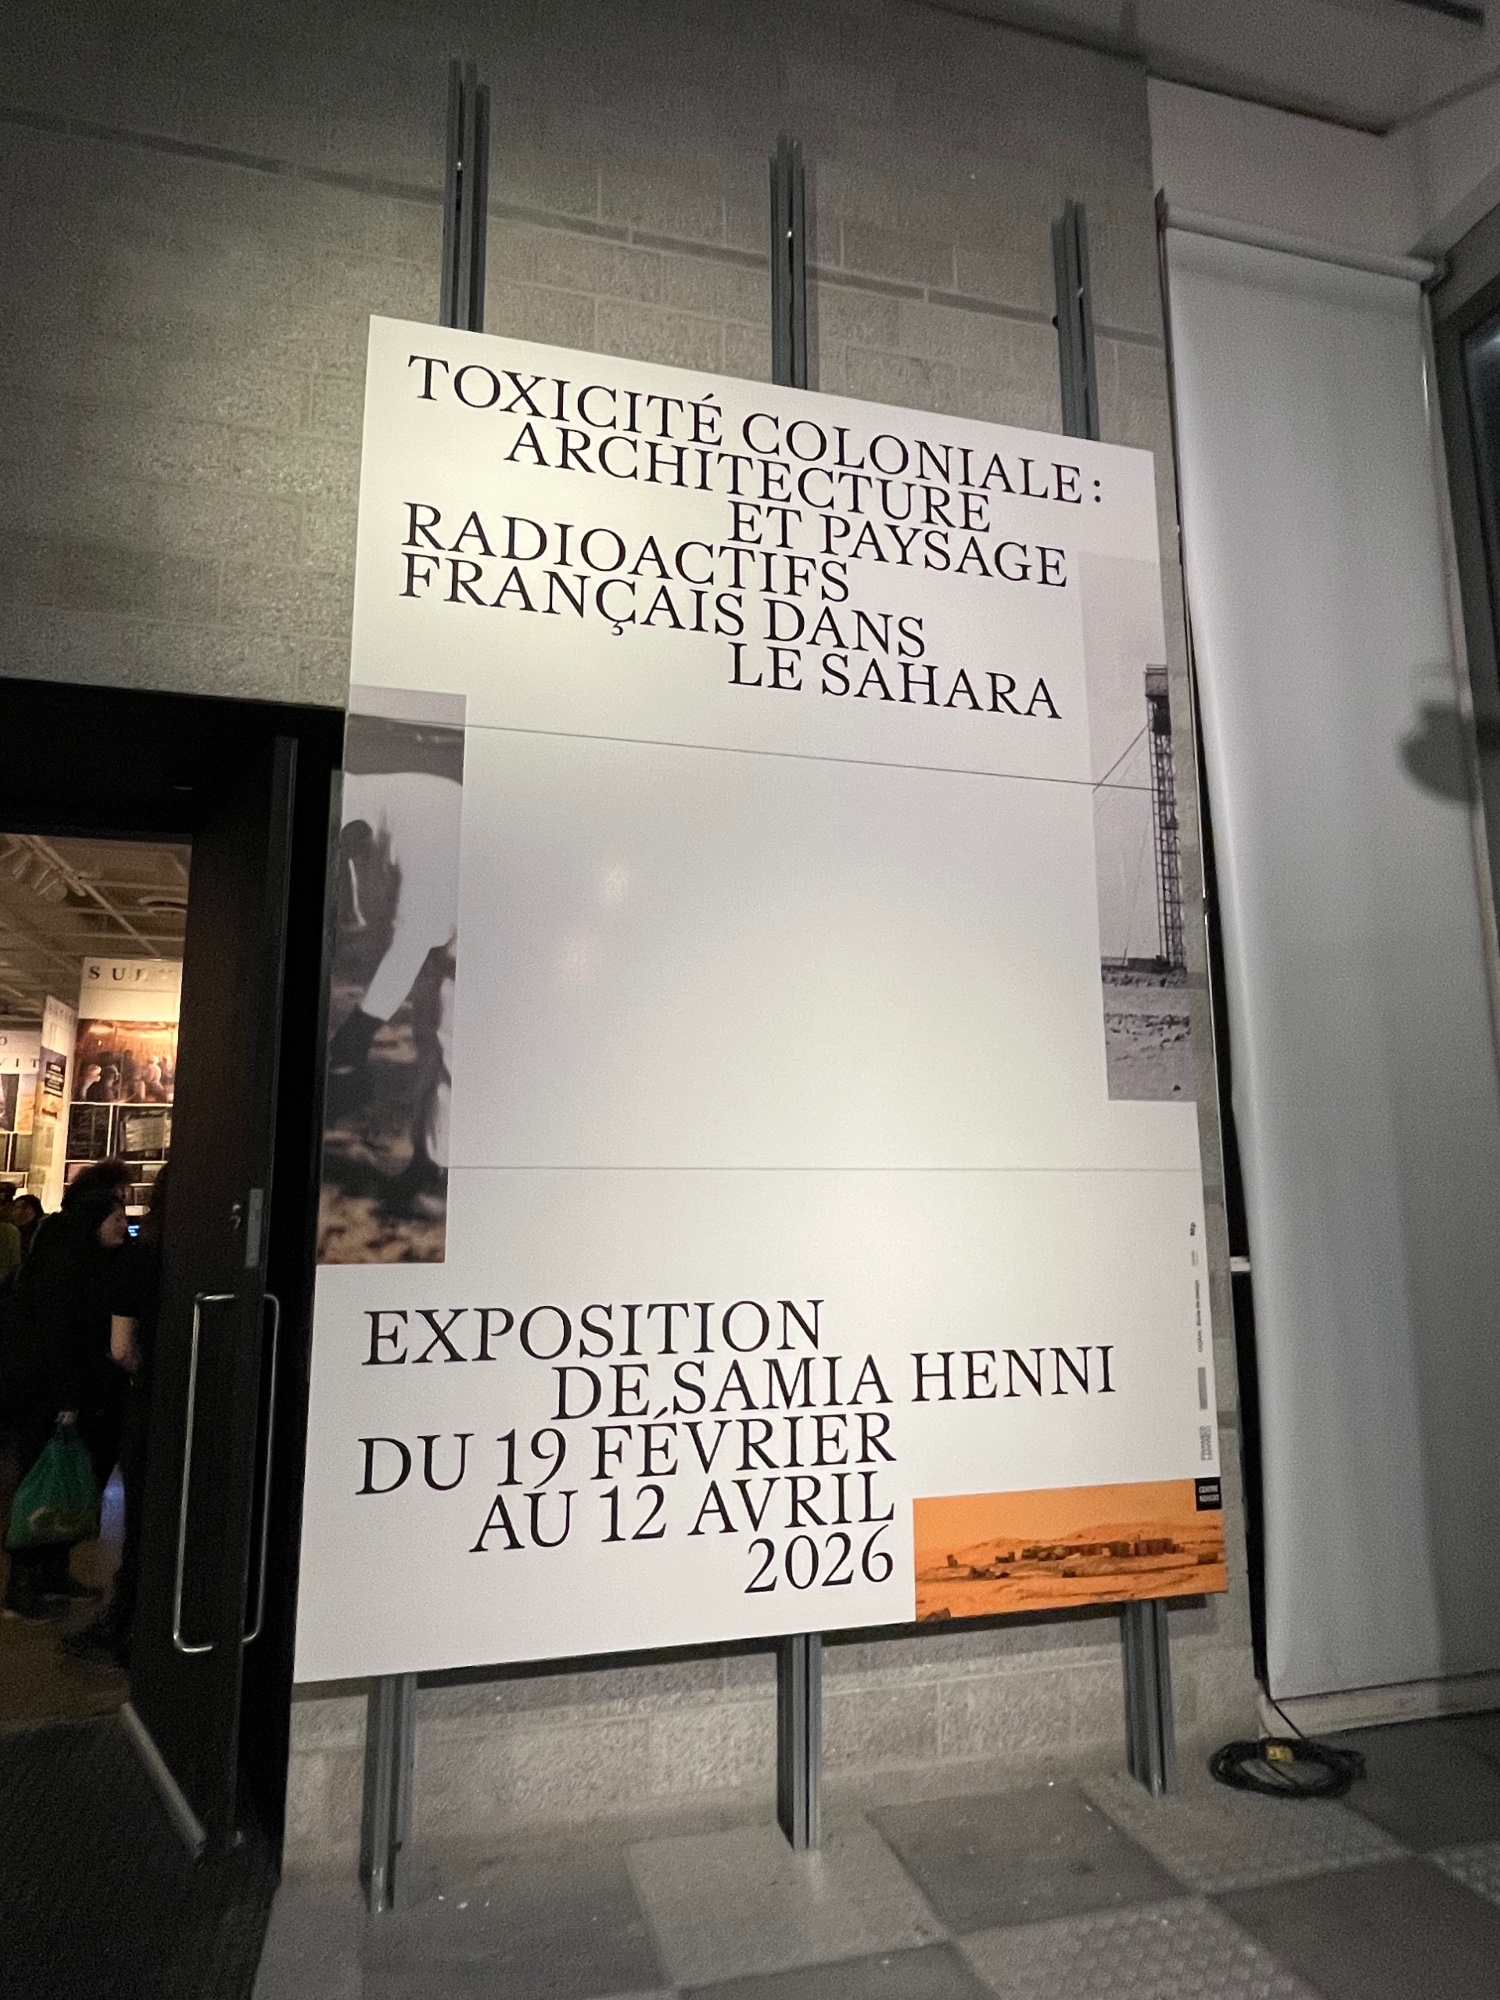 TOXICITÉ COLONIALE :
ARCHITECTURE
ET PAYSAGE
RADIOACTIFS
FRANÇAIS DANS
LE SAHARA
EXPOSITION
DE SAMIA HENNI
DU 19 FÉVRIER
AU 12 AVRIL
2026
CENTRE